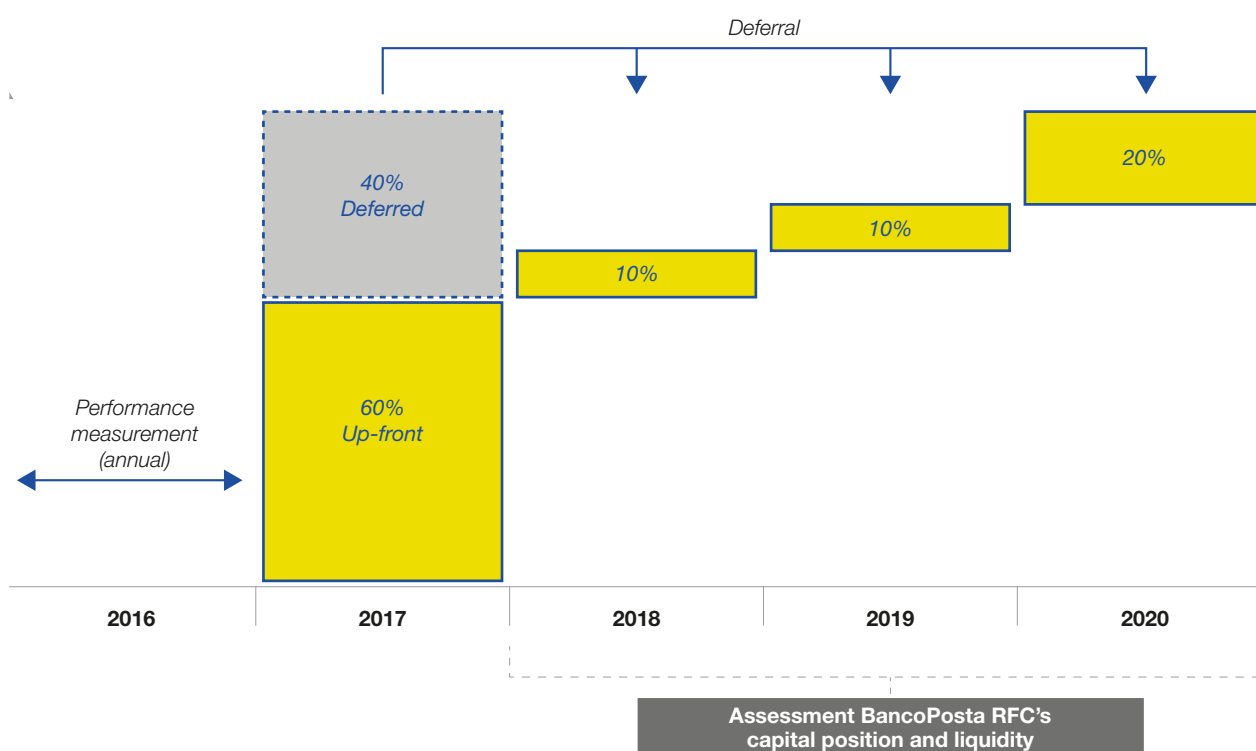 Deferral
40%
Deferred
20%
10%
10%
60%
Up-front
Performance
measurement
(annual)
2016
2017
2018
2019
2020
Assessment BancoPosta RFC's
capital position and liquidity